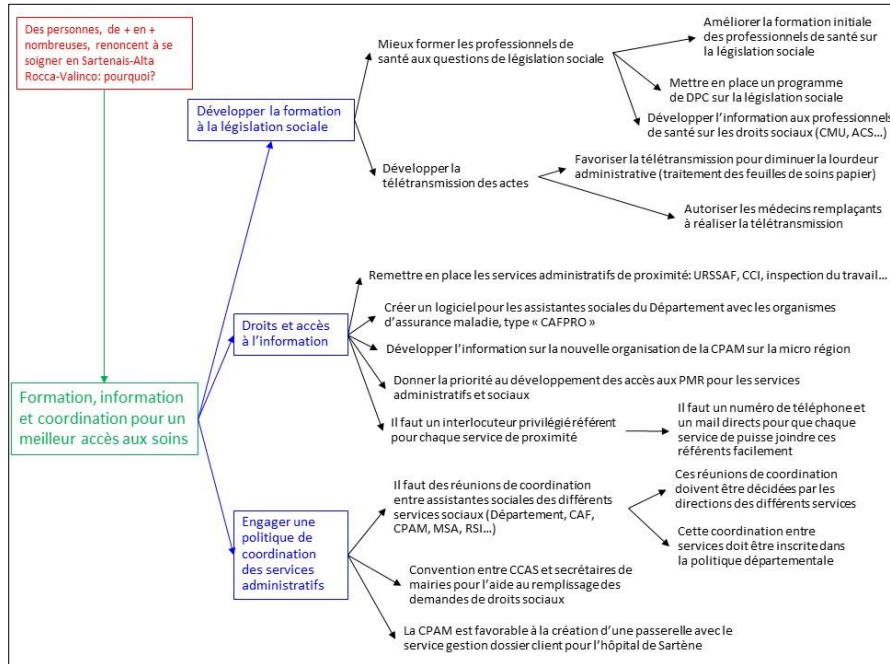 Des personnes, de + en +
nombreuses, renoncent à se
soigner en Sartenais-Alta
Rocca-Valinco: pourquoi?
Formation, information
et coordination pour un
meilleur accès aux soins
Développer la formation
à la législation sociale
Mieux former les professionnels de
santé aux questions de législation sociale
Améliorer la formation initiale
des professionnels de santé sur
la législation sociale
Mettre en place un programme
de DPC sur la législation sociale
Développer l'information aux professionnels
de santé sur les droits sociaux (CMU, ACS...)
Développer la
télétransmission des actes
Favoriser la télétransmission pour diminuer la lourdeur
administrative (traitement des feuilles de soins papier)
Autoriser les médecins remplaçants
à réaliser la télétransmission
Droits et accès
à l'information
Remettre en place les services administratifs de proximité: URSSAF, CCI, inspection du travail...
Créer un logiciel pour les assistantes sociales du Département avec les organismes
d'assurance maladie, type « CAFPRO »
Développer l'information sur la nouvelle organisation de la CPAM sur la micro région
Donner la priorité au développement des accès aux PMR pour les services
administratifs et sociaux
Il faut un interlocuteur privilégié référent
pour chaque service de proximité
Il faut un numéro de téléphone et
un mail directs pour que chaque
service de puisse joindre ces
référents facilement
Engager une
politique de
coordination
des services
administratifs
Il faut des réunions de coordination
entre assistantes sociales des différents
services sociaux (Département, CAF,
CPAM, MSA, RSI...)
Ces réunions de coordination
doivent être décidées par les
directions des différents services
Cette coordination entre
services doit être inscrite dans
la politique départementale
Convention entre CCAS et secrétaires de
mairies pour l'aide au remplissage des
demandes de droits sociaux
La CPAM est favorable à la création d'une passerelle avec le
service gestion dossier client pour l'hôpital de Sartène